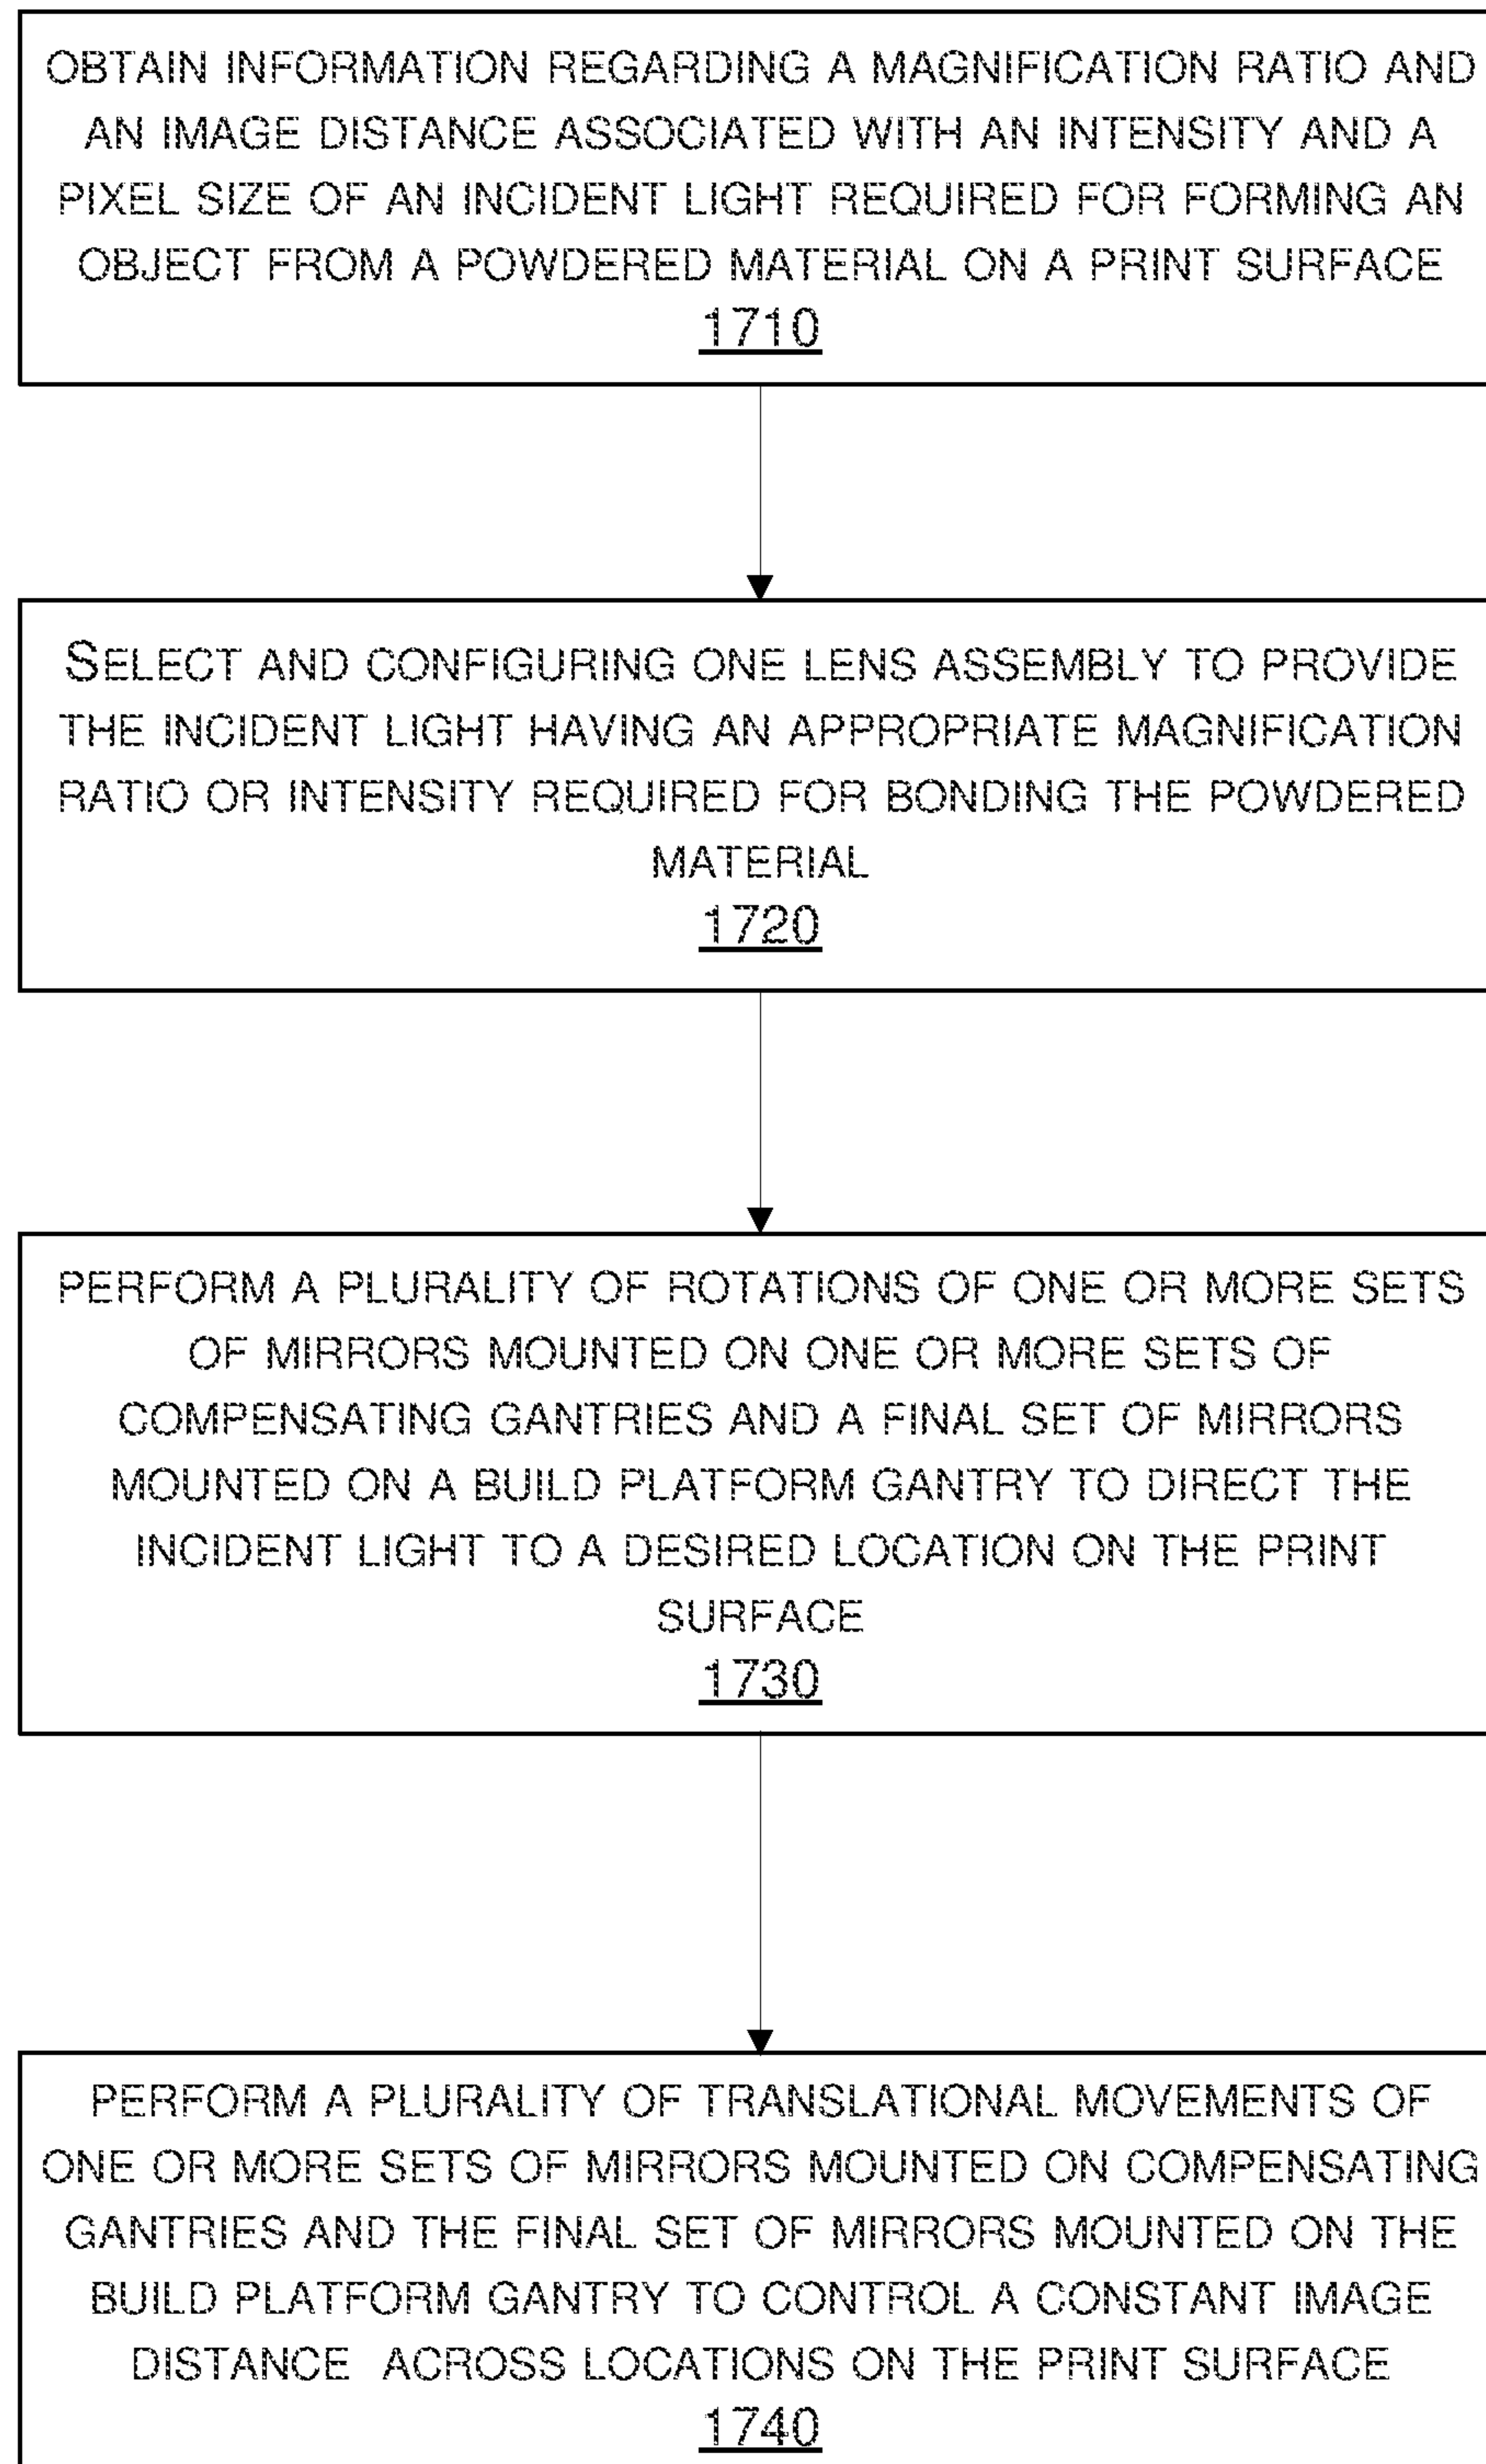 OBTAIN INFORMATION REGARDING A MAGNIFICATION RATIO AND
AN IMAGE DISTANCE ASSOCIATED WITH AN INTENSITY AND A
PIXEL SIZE OF AN INCIDENT LIGHT REQUIRED FOR FORMING AN
OBJECT FROM A POWDERED MATERIAL ON A PRINT SURFACE
1710
SELECT AND CONFIGURING ONE LENS ASSEMBLY TO PROVIDE
THE INCIDENT LIGHT HAVING AN APPROPRIATE MAGNIFICATION
RATIO OR INTENSITY REQUIRED FOR BONDING THE POWDERED
MATERIAL
1720
PERFORM A PLURALITY OF ROTATIONS OF ONE OR MORE SETS
OF MIRRORS MOUNTED ON ONE OR MORE SETS OF
COMPENSATING GANTRIES AND A FINAL SET OF MIRRORS
MOUNTED ON A BUILD PLATFORM GANTRY TO DIRECT THE
INCIDENT LIGHT TO A DESIRED LOCATION ON THE PRINT
SURFACE
1730
PERFORM A PLURALITY OF TRANSLATIONAL MOVEMENTS OF
ONE OR MORE SETS OF MIRRORS MOUNTED ON COMPENSATING
GANTRIES AND THE FINAL SET OF MIRRORS MOUNTED ON THE
BUILD PLATFORM GANTRY TO CONTROL A CONSTANT IMAGE
DISTANCE ACROSS LOCATIONS ON THE PRINT SURFACE
1740